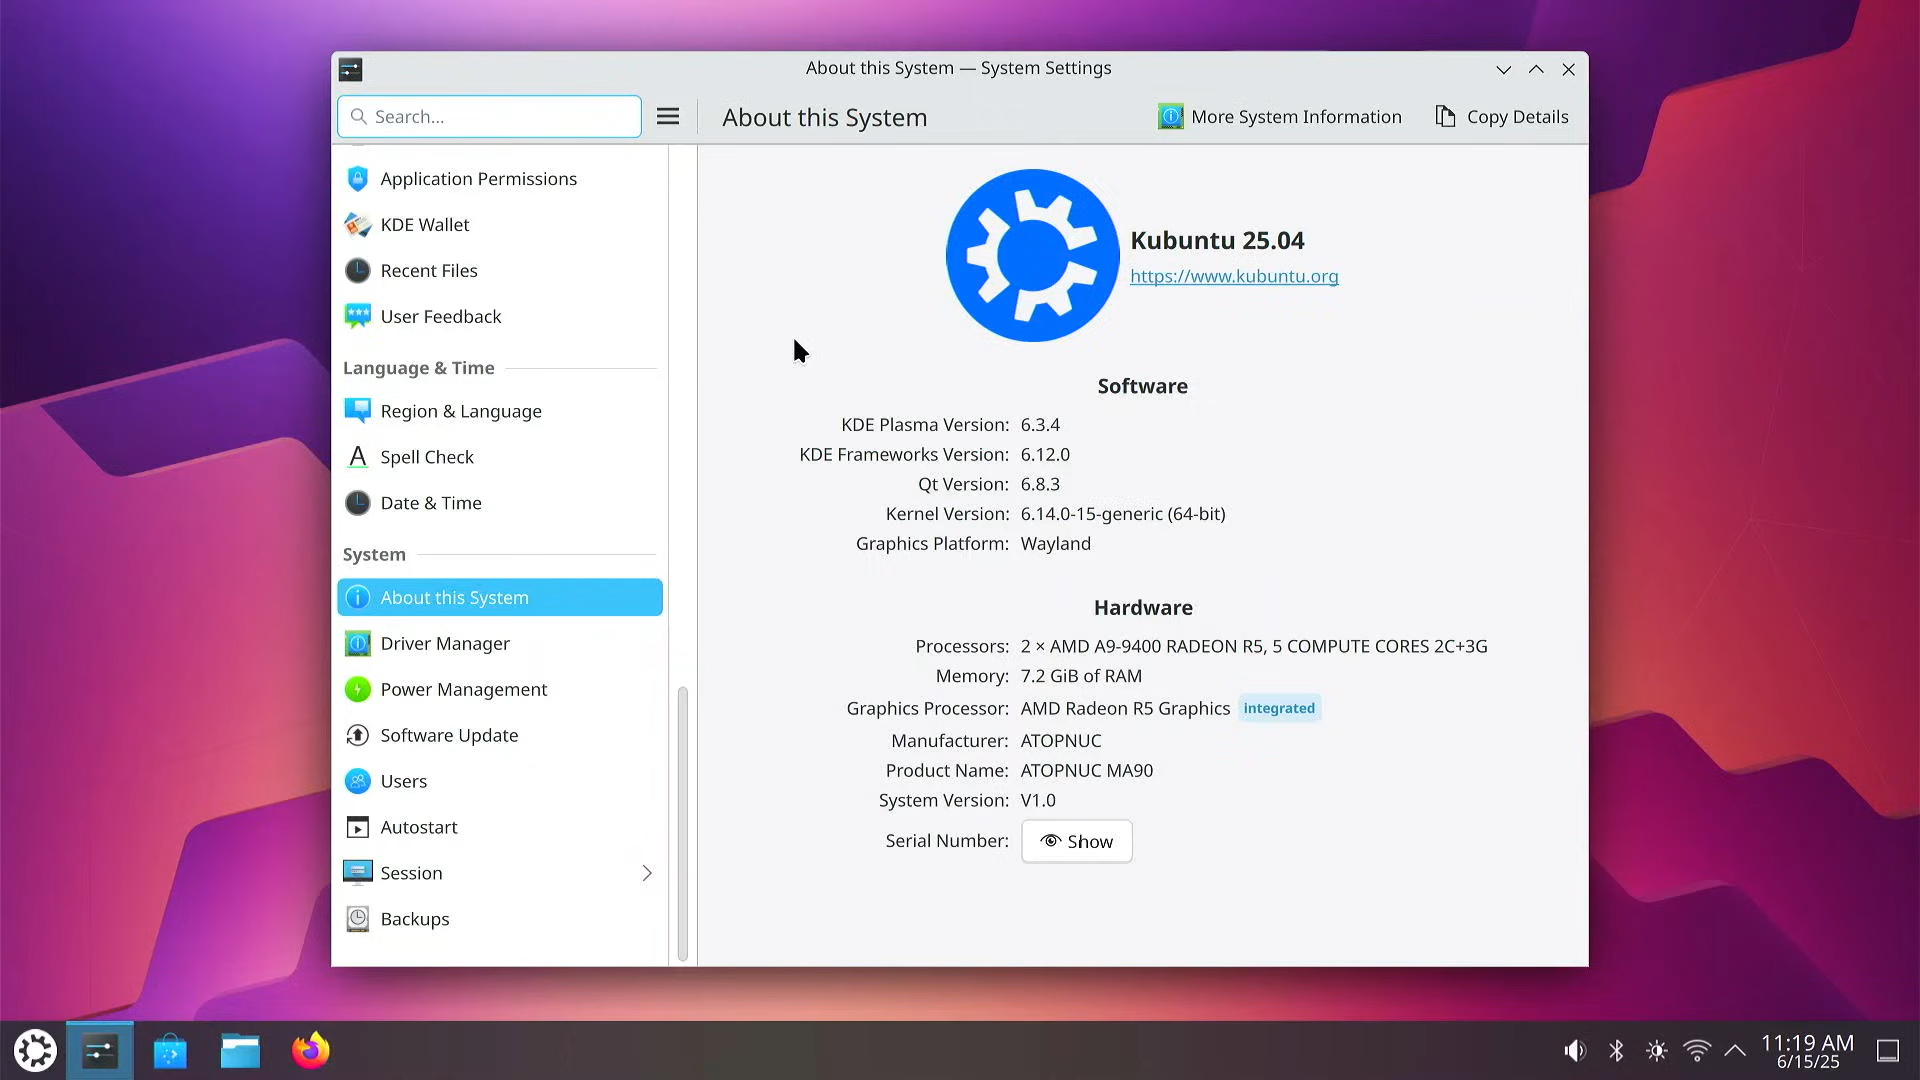 About this System — System Settings
Search...
About this System
More System Information
Copy Details
Application Permissions
KDE Wallet
Recent Files
User Feedback
Language & Time
Region & Language
Spell Check
Date & Time
System
About this System
Driver Manager
Power Management
Software Update
Users
Autostart
Session
Backups
Kubuntu 25.04
https://www.kubuntu.org
Software
KDE Plasma Version: 6.3.4
KDE Frameworks Version: 6.12.0
Qt Version: 6.8.3
Kernel Version: 6.14.0-15-generic (64-bit)
Graphics Platform: Wayland
Hardware
Processors: 2 × AMD A9-9400 RADEON R5, 5 COMPUTE CORES 2C+3G
Memory: 7.2 GiB of RAM
Graphics Processor: AMD Radeon R5 Graphics integrated
Manufacturer: ATOPNUC
Product Name: ATOPNUC MA90
System Version: V1.0
Serial Number: Show
11:19 AM
6/15/25